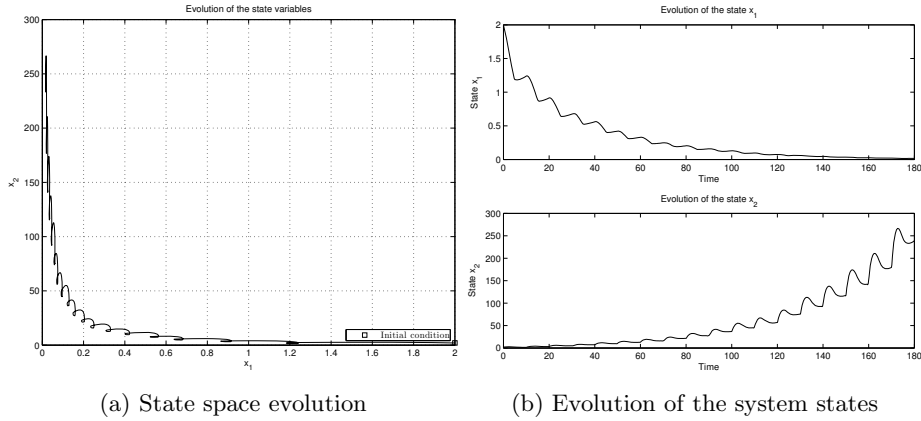 Evolution of the state variables
300
250
200
150
100
50
0
x2
0 0.2 0.4 0.6 0.8 1 1.2 1.4 1.6 1.8 2
x1
Initial condition
(a) State space evolution
Evolution of the state x1
2
1.5
1
0.5
0
State x1
0 20 40 60 80 100 120 140 160 180
Time
Evolution of the state x2
300
250
200
150
100
50
0
State x2
0 20 40 60 80 100 120 140 160 180
Time
(b) Evolution of the system states